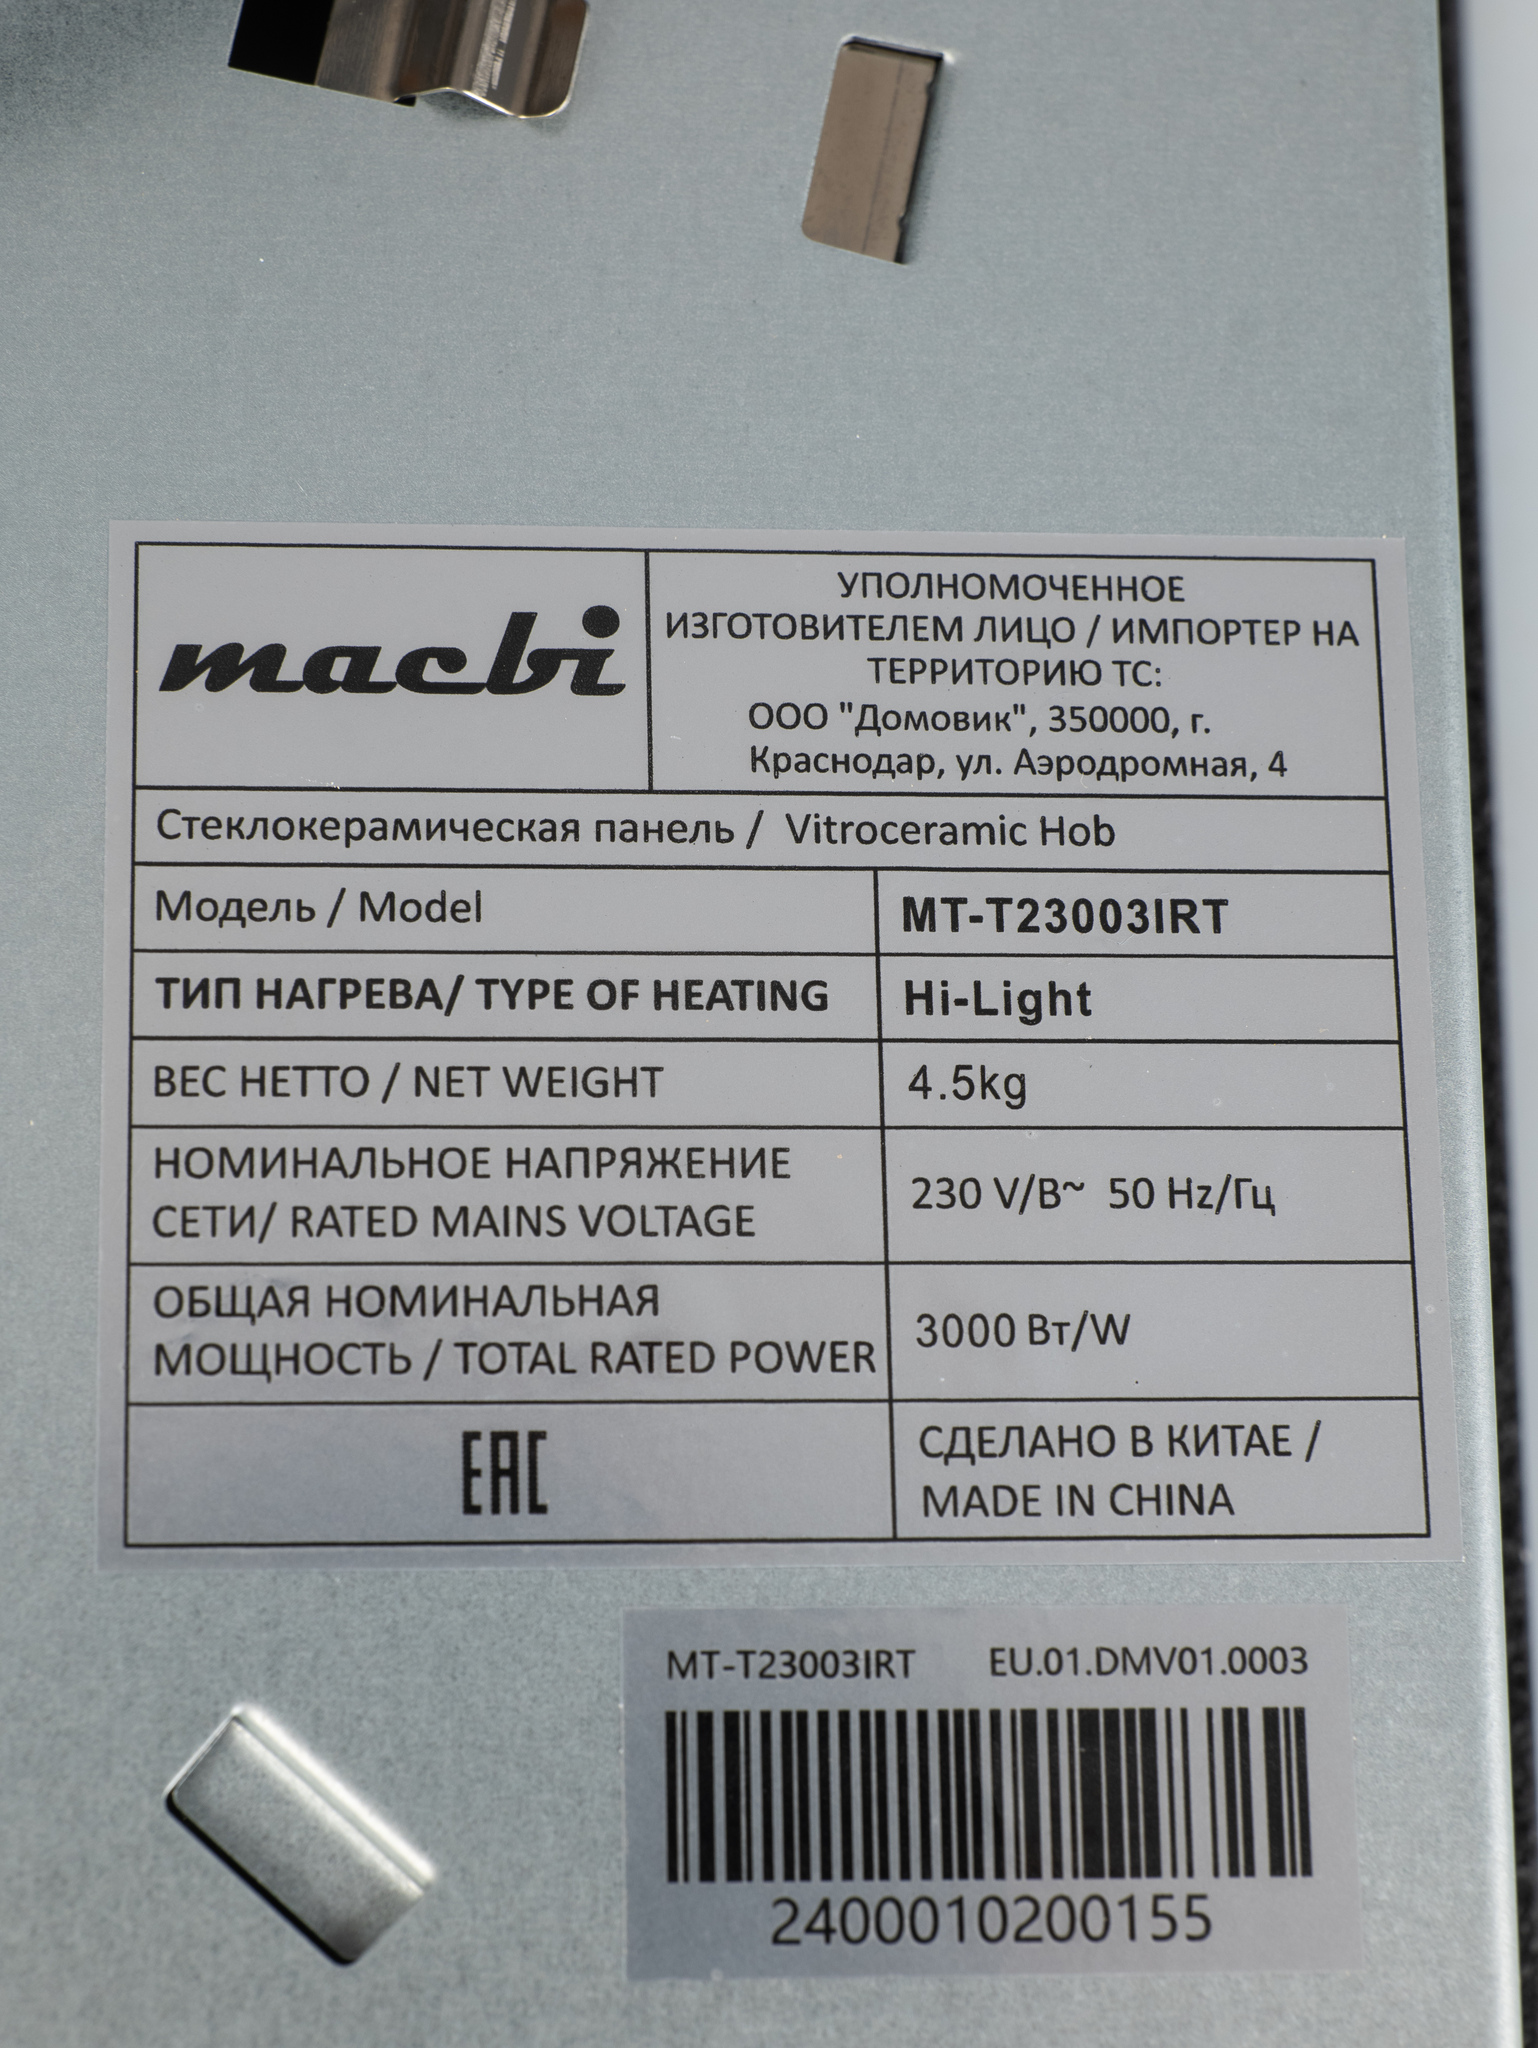 macbi
УПОЛНОМОЧЕННОЕ
ИЗГОТОВИТЕЛЕМ ЛИЦО / ИМПОРТЕР НА
ТЕРРИТОРИЮ ТС:
ООО "Домовик", 350000, г.
Краснодар, ул. Аэродромная, 4
Стеклокерамическая панель / Vitroceramic Hob
Модель / Model MT-T23003IRT
ТИП НАГРЕВА/ TYPE OF HEATING Hi-Light
ВЕС НЕТТО / NET WEIGHT 4.5kg
НОМИНАЛЬНОЕ НАПРЯЖЕНИЕ
СЕТИ/ RATED MAINS VOLTAGE
230 V/В~ 50 Hz/Гц
ОБЩАЯ НОМИНАЛЬНАЯ
МОЩНОСТЬ / TOTAL RATED POWER
3000 Вт/W
EAC
СДЕЛАНО В КИТАЕ /
MADE IN CHINA
MT-T23003IRT EU.01.DMV01.0003
2400010200155